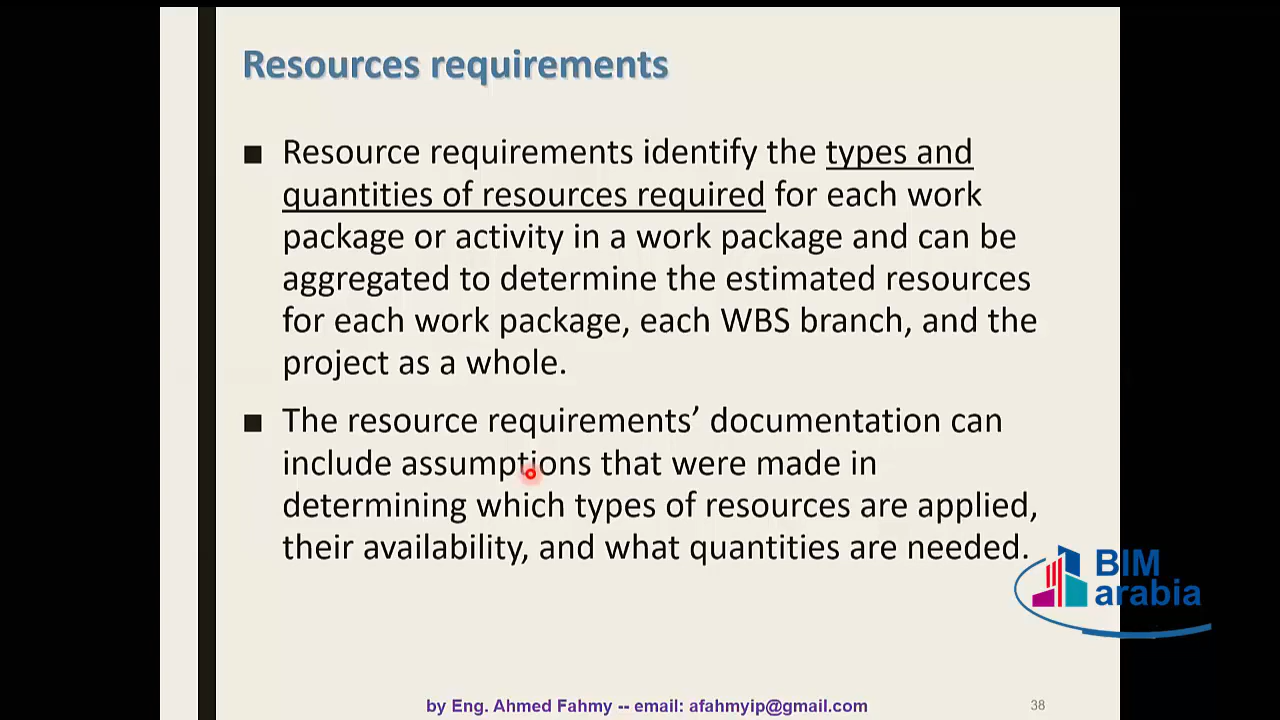 Resources requirements
■ Resource requirements identify the types and
quantities of resources required for each work
package or activity in a work package and can be
aggregated to determine the estimated resources
for each work package, each WBS branch, and the
project as a whole.
■ The resource requirements’ documentation can
include assumptions that were made in
determining which types of resources are applied,
their availability, and what quantities are needed.
BIM
arabia
by Eng. Ahmed Fahmy -- email: afahmyip@gmail.com
38